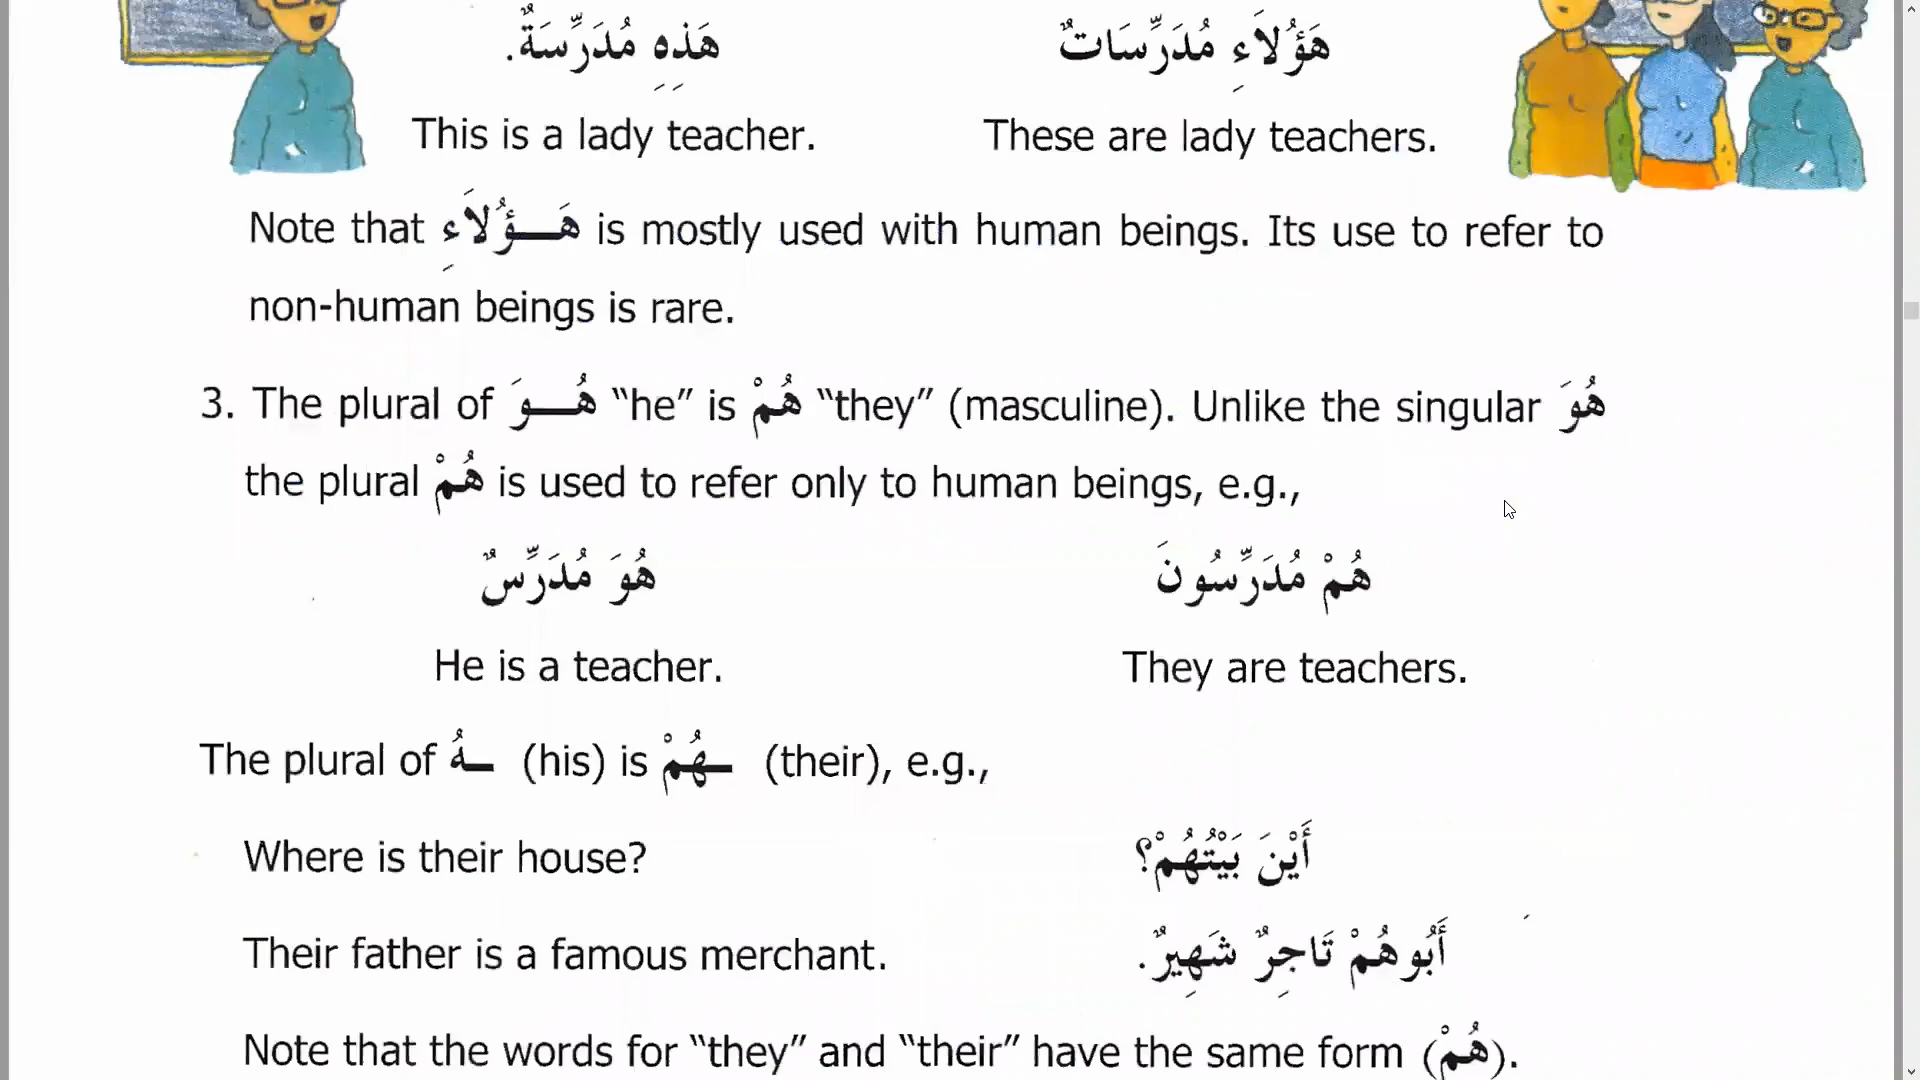 هَذِهِ مُدَرِّسَةٌ. هَؤُلَاءِ مُدَرِّسَاتٌ
This is a lady teacher. These are lady teachers.
Note that هَـؤُلَاءِ is mostly used with human beings. Its use to refer to
non-human beings is rare.
3. The plural of هُـوَ “he” is هُمْ “they” (masculine). Unlike the singular هُوَ
the plural هُمْ is used to refer only to human beings, e.g.,
هُوَ مُدَرِّسٌ هُمْ مُدَرِّسُونَ
He is a teacher. They are teachers.
The plural of ـهُ (his) is ـهُمْ (their), e.g.,
Where is their house? أَيْنَ بَيْتُهُمْ؟
Their father is a famous merchant. أَبُوهُمْ تَاجِرٌ شَهِيرٌ.
Note that the words for “they” and “their” have the same form (هُمْ).